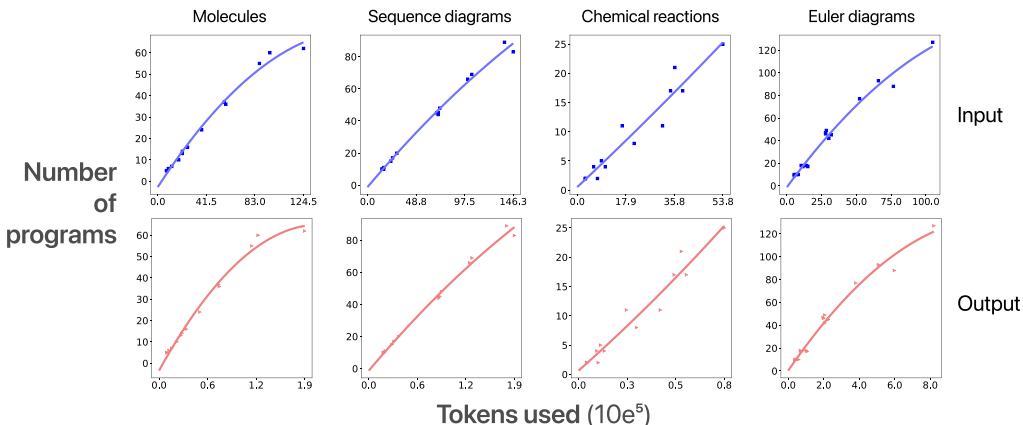 Molecules
Sequence diagrams
Chemical reactions
Euler diagrams
60
50
40
30
20
10
0
0.0 41.5 83.0 124.5
80
60
40
20
0
0.0 48.8 97.5 146.3
25
20
15
10
5
0
0.0 17.9 35.8 53.8
120
100
80
60
40
20
0
0.0 25.0 50.0 75.0 100.0
Input
Number
of
programs
60
50
40
30
20
10
0
0.0 0.6 1.2 1.9
80
60
40
20
0
0.0 0.6 1.2 1.9
25
20
15
10
5
0
0.0 0.3 0.5 0.8
120
100
80
60
40
20
0
0.0 2.0 4.0 6.0 8.0
Output
Tokens used (10e⁵)